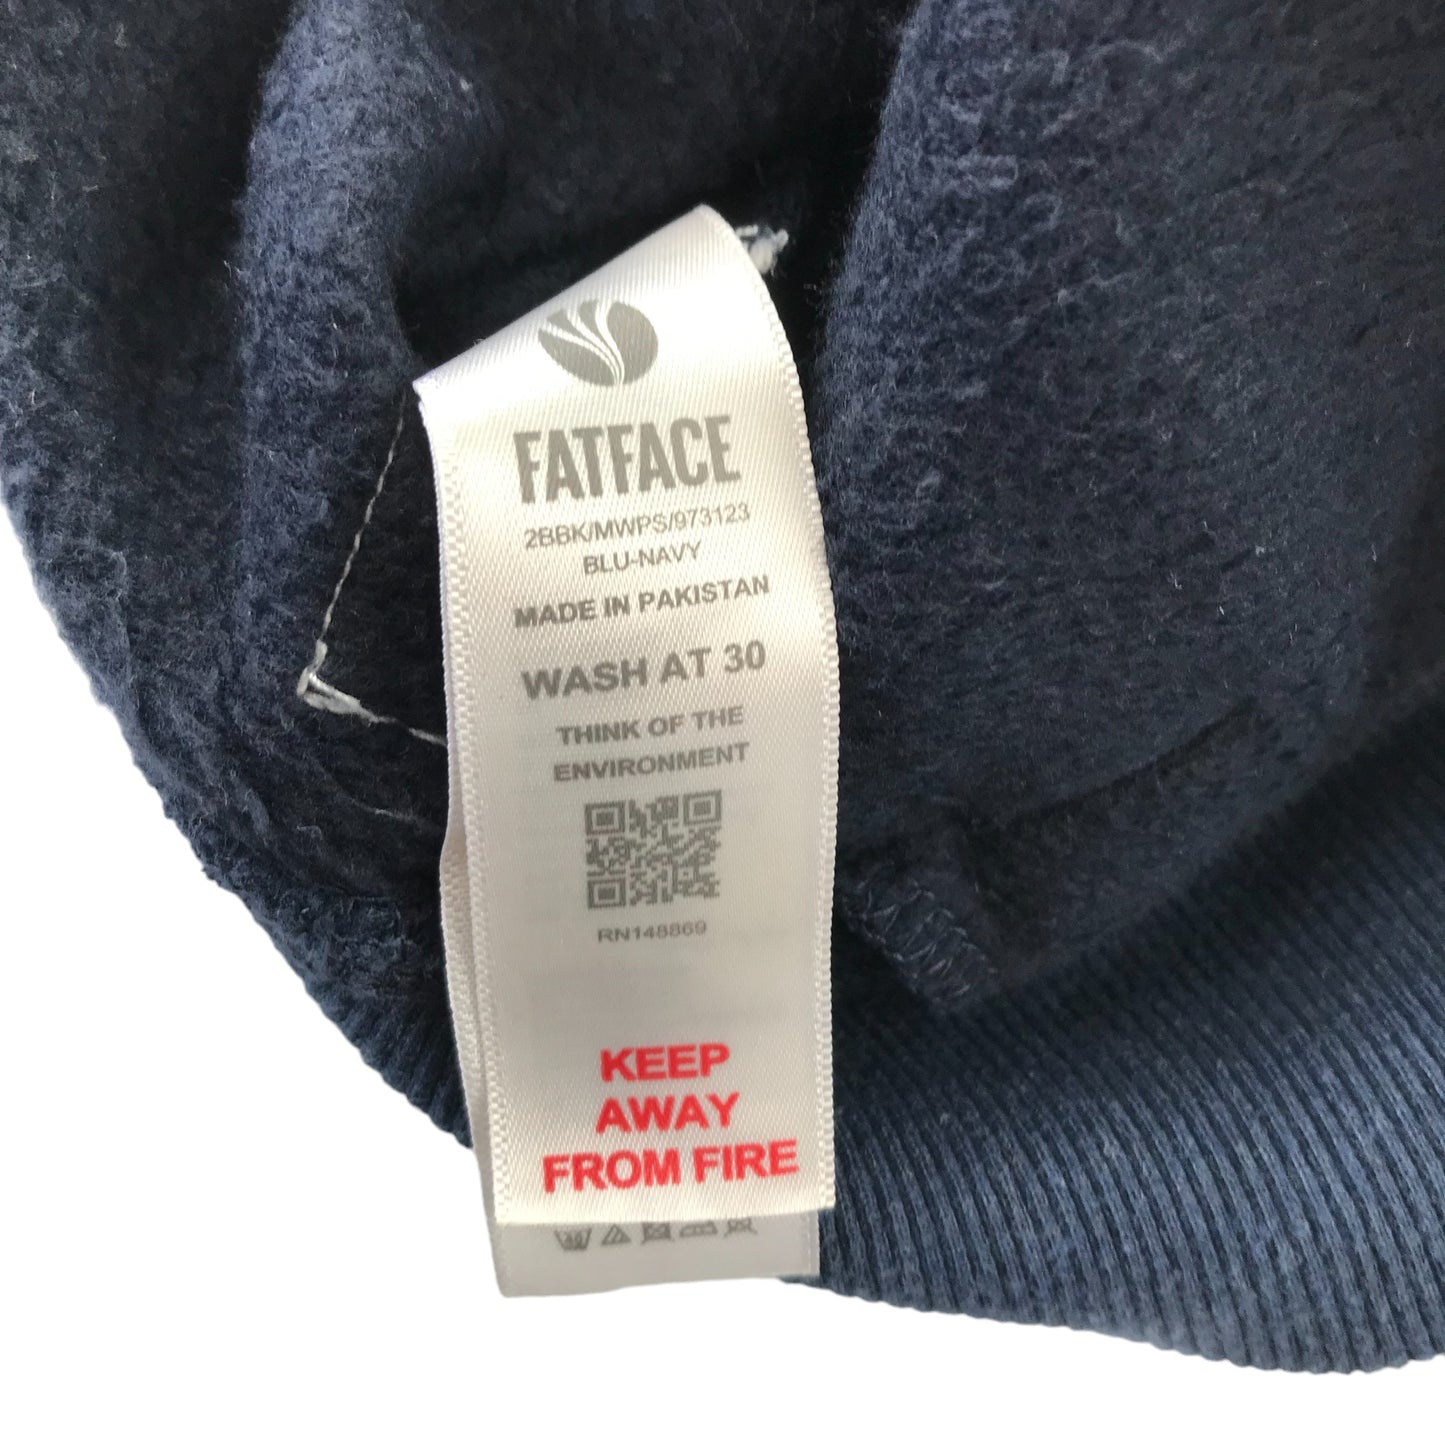 FATFACE
2BBK/MWPS/973123
BLU-NAVY
MADE IN PAKISTAN
WASH AT 30
THINK OF THE
ENVIRONMENT
RN148869
KEEP
AWAY
FROM FIRE